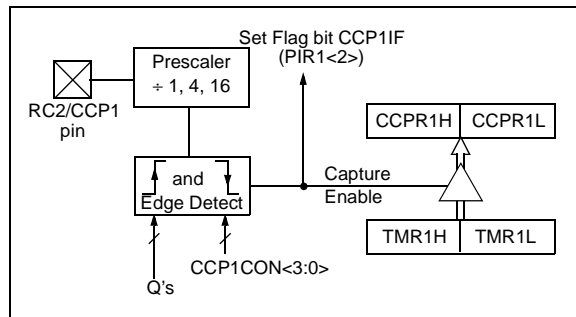 Set Flag bit CCP1IF
(PIR1<2>)
Prescaler
÷ 1, 4, 16
RC2/CCP1
pin
CCPR1H
CCPR1L
and
Edge Detect
Capture
Enable
TMR1H
TMR1L
CCP1CON<3:0>
Q's